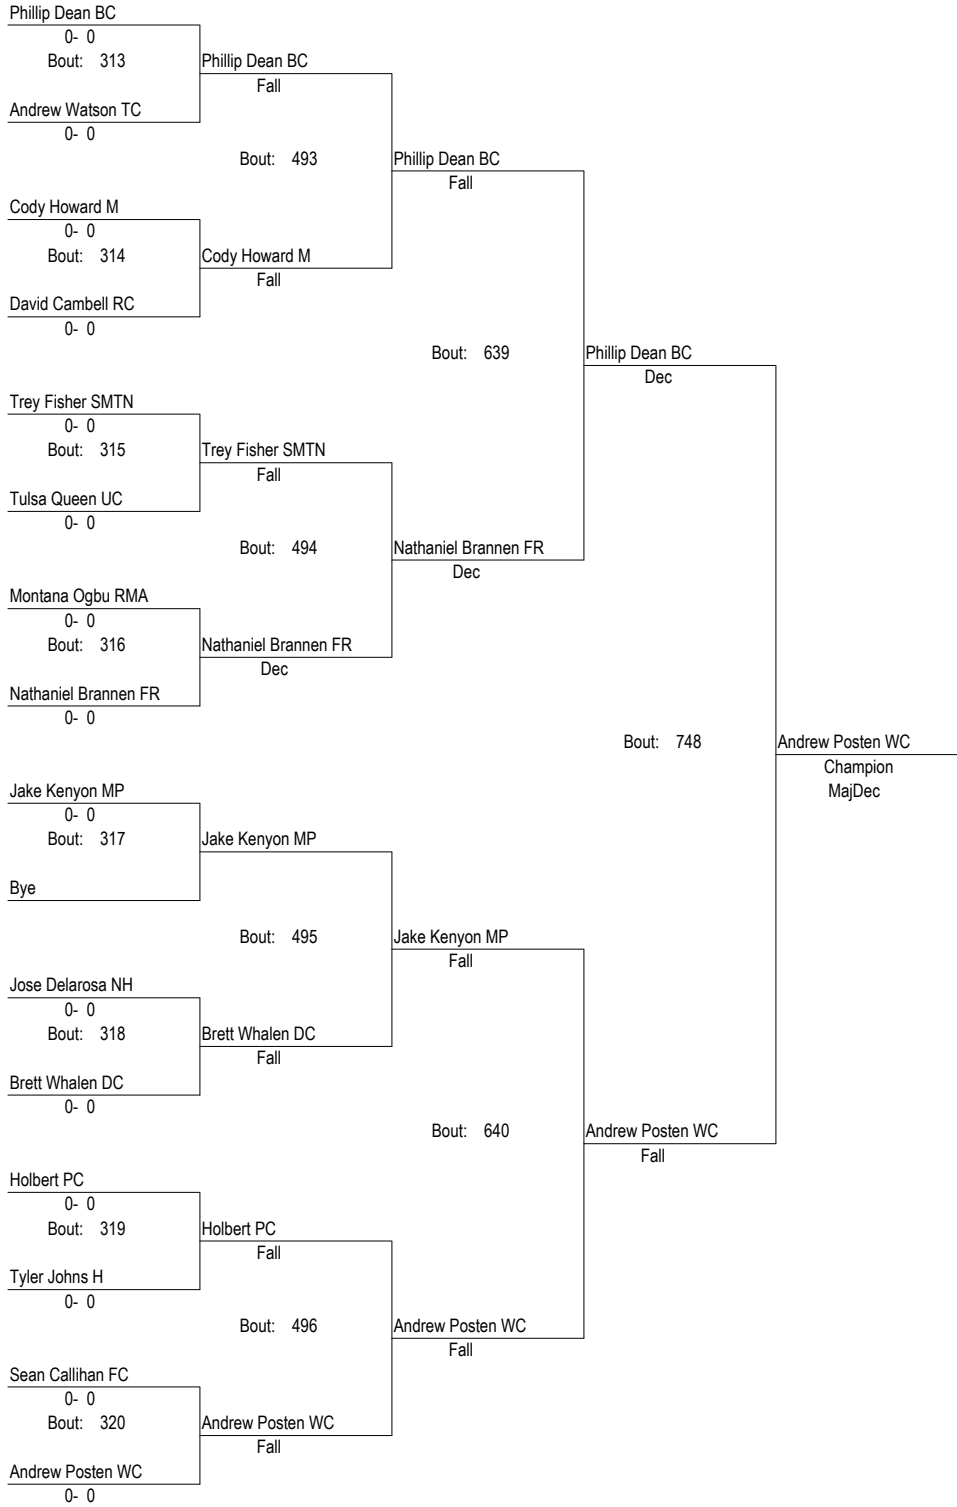 Phillip Dean BC
0- 0
Bout: 313
Phillip Dean BC
Fall
Andrew Watson TC
0- 0
Bout: 493
Phillip Dean BC
Fall
Cody Howard M
0- 0
Bout: 314
Cody Howard M
Fall
David Cambell RC
0- 0
Bout: 639
Phillip Dean BC
Dec
Trey Fisher SMTN
0- 0
Bout: 315
Trey Fisher SMTN
Fall
Tulsa Queen UC
0- 0
Bout: 494
Nathaniel Brannen FR
Dec
Montana Ogbu RMA
0- 0
Bout: 316
Nathaniel Brannen FR
Dec
Nathaniel Brannen FR
0- 0
Bout: 748
Andrew Posten WC
Champion
MajDec
Jake Kenyon MP
0- 0
Bout: 317
Jake Kenyon MP
Bye
Bout: 495
Jake Kenyon MP
Fall
Jose Delarosa NH
0- 0
Bout: 318
Brett Whalen DC
Fall
Brett Whalen DC
0- 0
Bout: 640
Andrew Posten WC
Fall
Holbert PC
0- 0
Bout: 319
Holbert PC
Fall
Tyler Johns H
0- 0
Bout: 496
Andrew Posten WC
Fall
Sean Callihan FC
0- 0
Bout: 320
Andrew Posten WC
Fall
Andrew Posten WC
0- 0